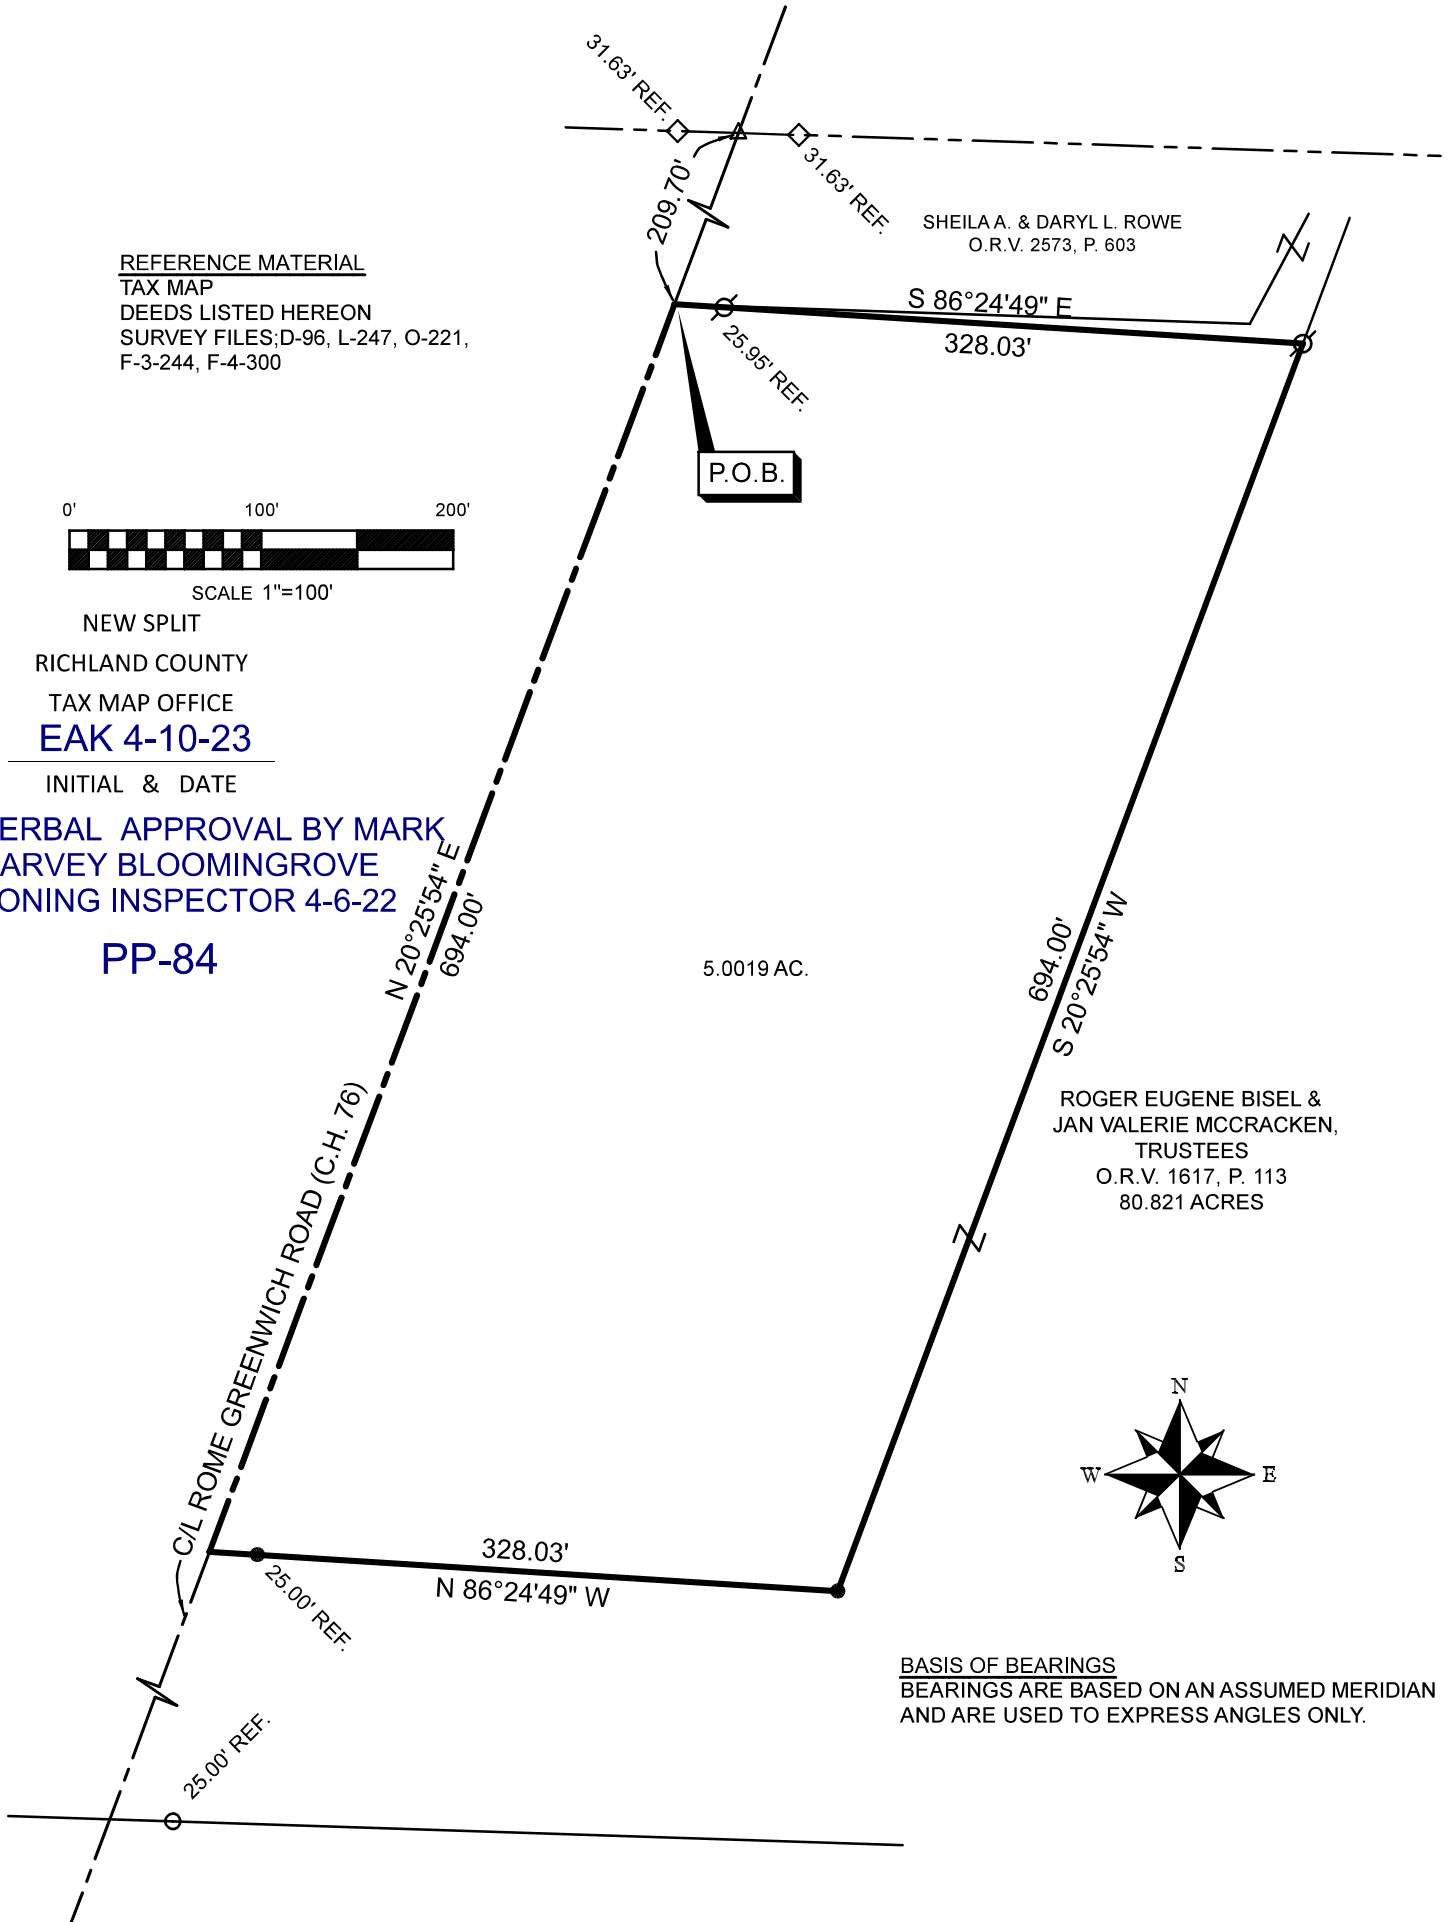 31.63' REF.
209.70'
31.63' REF.
SHEILA A. & DARYL L. ROWE
O.R.V. 2573, P. 603
REFERENCE MATERIAL
TAX MAP
DEEDS LISTED HEREON
SURVEY FILES;D-96, L-247, O-221,
F-3-244, F-4-300
S 86°24'49" E
328.03'
25.95' REF.
P.O.B.
0' 100' 200'
SCALE 1"=100'
NEW SPLIT
RICHLAND COUNTY
TAX MAP OFFICE
EAK 4-10-23
INITIAL & DATE
ERBAL APPROVAL BY MARK
ARVEY BLOOMINGROVE
ONING INSPECTOR 4-6-22
PP-84
N 20°25'54" E
694.00'
5.0019 AC.
694.00'
S 20°25'54" W
ROGER EUGENE BISEL &
JAN VALERIE MCCRACKEN,
TRUSTEES
O.R.V. 1617, P. 113
80.821 ACRES
C/L ROME GREENWICH ROAD (C.H. 76)
N
W E
S
328.03'
N 86°24'49" W
25.00' REF.
BASIS OF BEARINGS
BEARINGS ARE BASED ON AN ASSUMED MERIDIAN
AND ARE USED TO EXPRESS ANGLES ONLY.
25.00' REF.